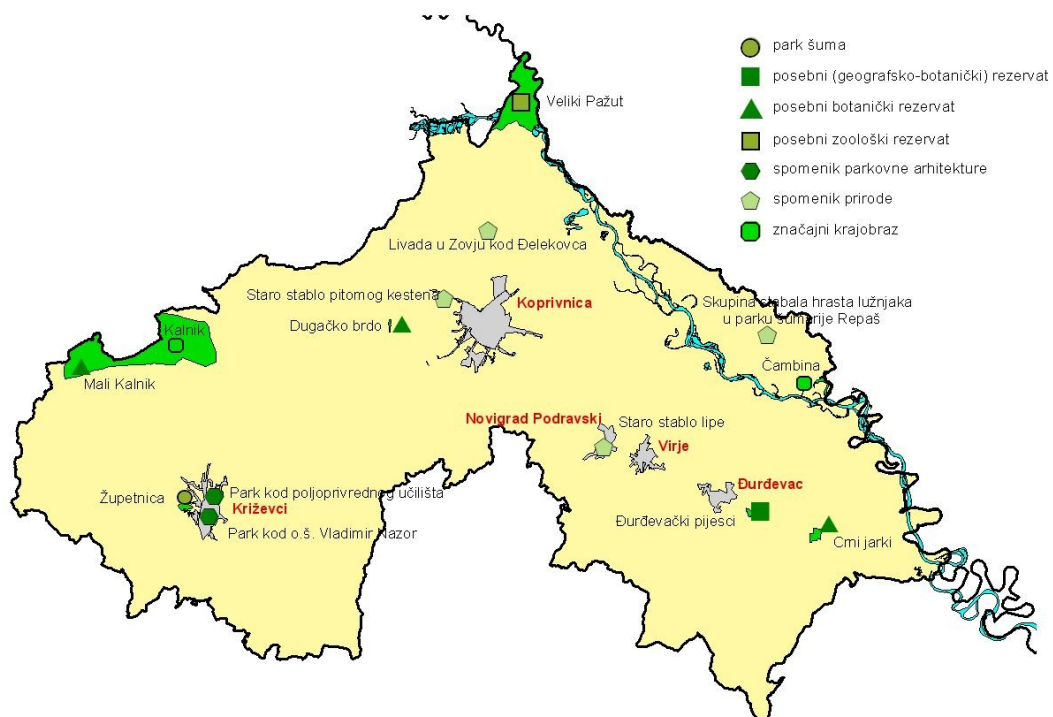 park šuma
posebni (geografsko-botanički) rezervat
posebni botanički rezervat
posebni zoološki rezervat
spomenik parkovne arhitekture
spomenik prirode
značajni krajobraz
Veliki Pažut
Livada u Zovju kod Đelekovca
Staro stablo pitomog kestena
Koprivnica
Skupina stabala hrasta lužnjaka
u parku šumarije Repaš
Dugačko brdo
Kalnik
Čambina
Mali Kalnik
Novigrad Podravski
Staro stablo lipe
Virje
Đurđevac
Župetnica
Park kod poljoprivrednog učilišta
Križevci
Đurđevački pijesci
Park kod o.š. Vladimir Nazor
Crni jarki